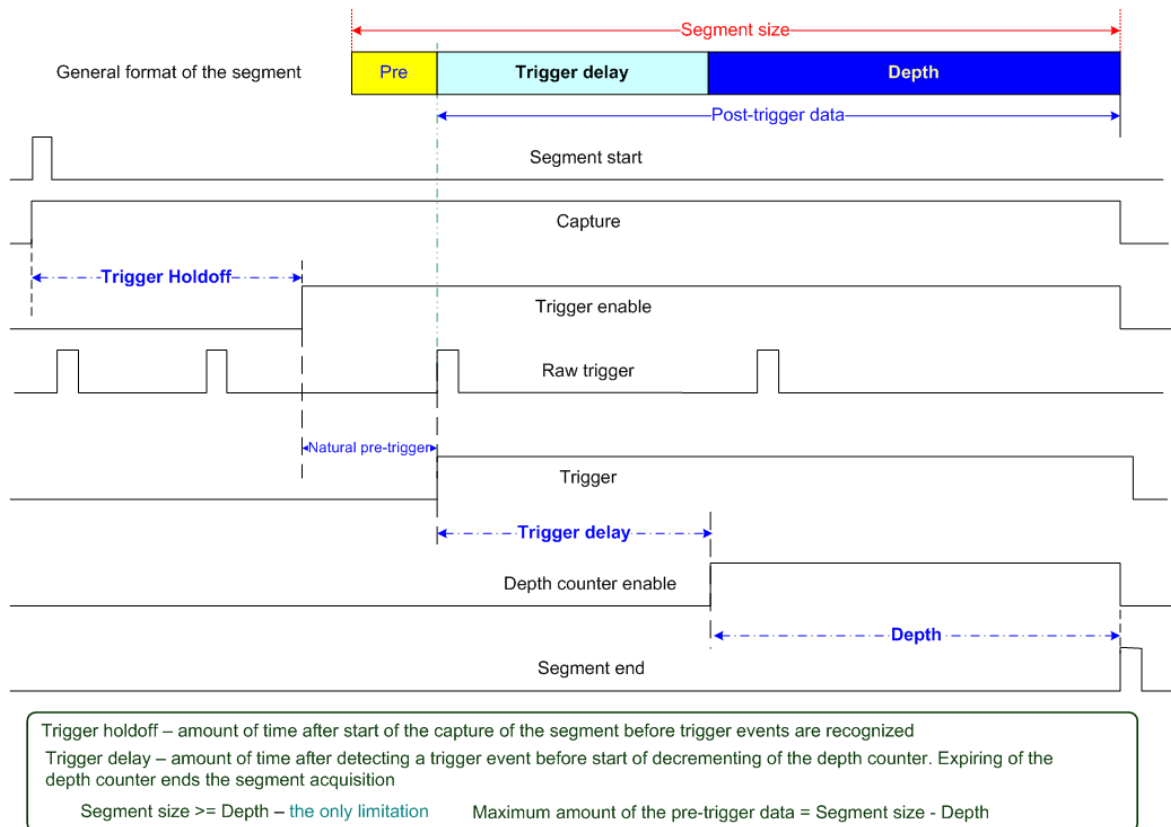 Segment size
General format of the segment
Pre
Trigger delay
Depth
Post-trigger data
Segment start
Capture
Trigger Holdoff
Trigger enable
Raw trigger
Natural pre-trigger
Trigger
Trigger delay
Depth counter enable
Depth
Segment end
Trigger holdoff – amount of time after start of the capture of the segment before trigger events are recognized
Trigger delay – amount of time after detecting a trigger event before start of decrementing of the depth counter. Expiring of the
depth counter ends the segment acquisition
Segment size >= Depth – the only limitation
Maximum amount of the pre-trigger data = Segment size - Depth